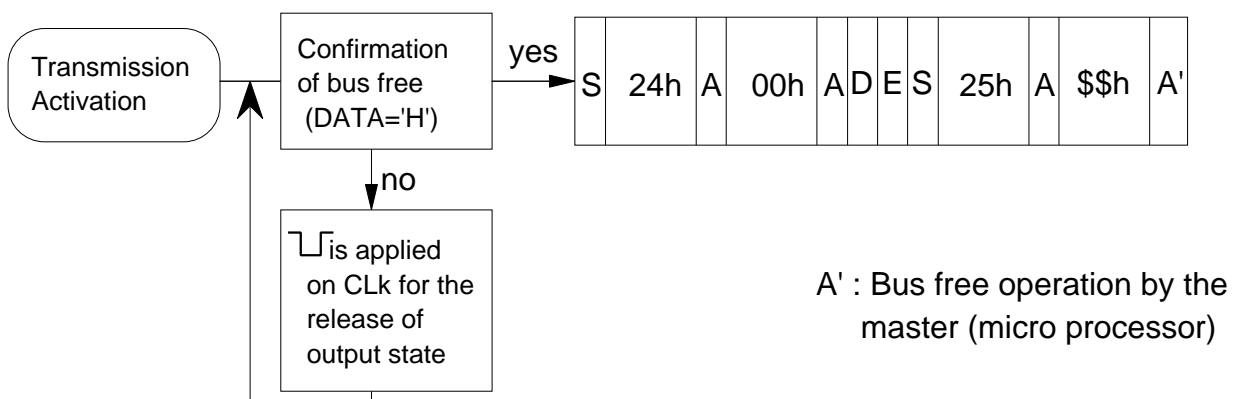 Transmission
Activation
Confirmation
of bus free
(DATA='H')
yes
S 24h A 00h A D E S 25h A $$h A'
no
is applied
on CLk for the
release of
output state
A' : Bus free operation by the
master (micro processor)